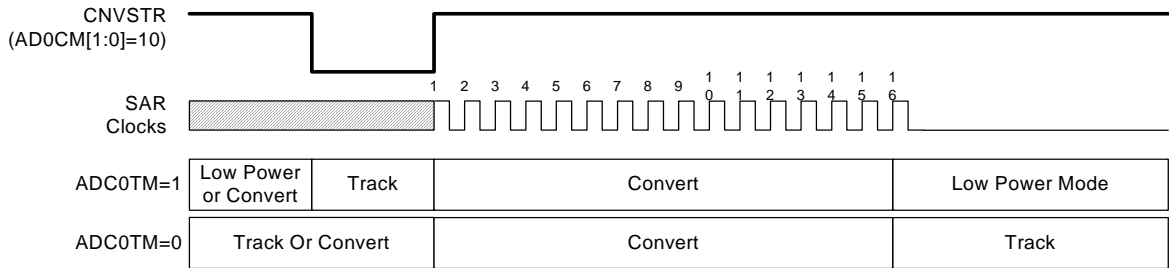 CNVSTR
(AD0CM[1:0]=10)
1 2 3 4 5 6 7 8 9 10 11 12 13 14 15 16
SAR
Clocks
ADC0TM=1
Low Power
or Convert
Track
Convert
Low Power Mode
ADC0TM=0
Track Or Convert
Convert
Track